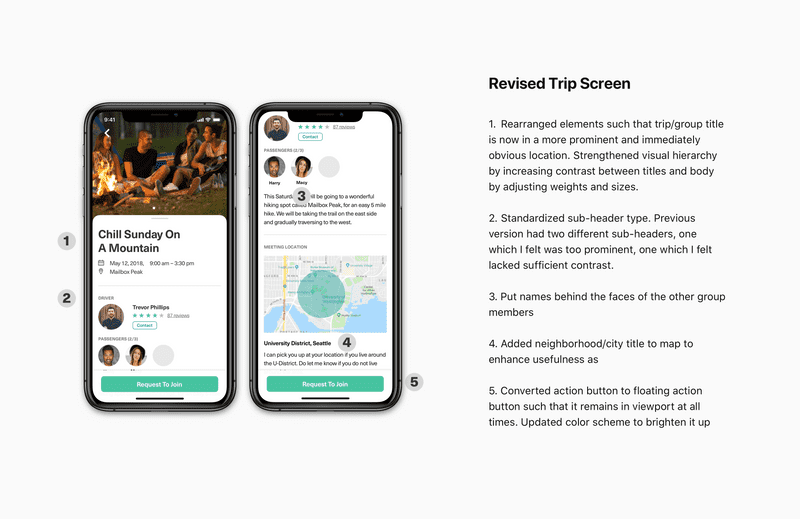 9:41
Chill Sunday On
A Mountain
May 12, 2018, 9:00 am – 3:30 pm
Mailbox Peak
DRIVER
Trevor Phillips
87 reviews
Contact
PASSENGERS (2/3)
Request To Join
1
2
87 reviews
Contact
PASSENGERS (2/3)
Harry
Macy
This Saturda ll be going to a wonderful
hiking spot called Mailbox Peak, for an easy 5 mile
hike. We will be taking the trail on the east side
and gradually traversing to the west.
3
MEETING LOCATION
4
University District, Seattle
I can pick you up at your location if you live around
the U-District. Do let me know if you do not live
Request To Join
5
Revised Trip Screen
1. Rearranged elements such that trip/group title
is now in a more prominent and immediately
obvious location. Strengthened visual hierarchy
by increasing contrast between titles and body
by adjusting weights and sizes.
2. Standardized sub-header type. Previous
version had two different sub-headers, one
which I felt was too prominent, one which I felt
lacked sufficient contrast.
3. Put names behind the faces of the other group
members
4. Added neighborhood/city title to map to
enhance usefulness as
5. Converted action button to floating action
button such that it remains in viewport at all
times. Updated color scheme to brighten it up